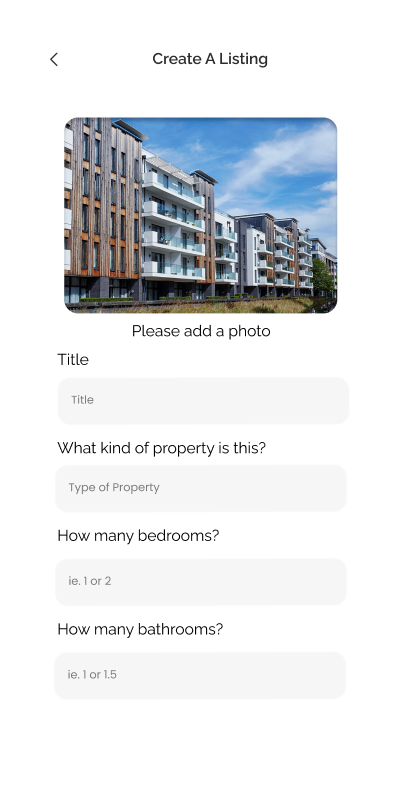 Create A Listing
Please add a photo
Title
Title
What kind of property is this?
Type of Property
How many bedrooms?
ie. 1 or 2
How many bathrooms?
ie. 1 or 1.5